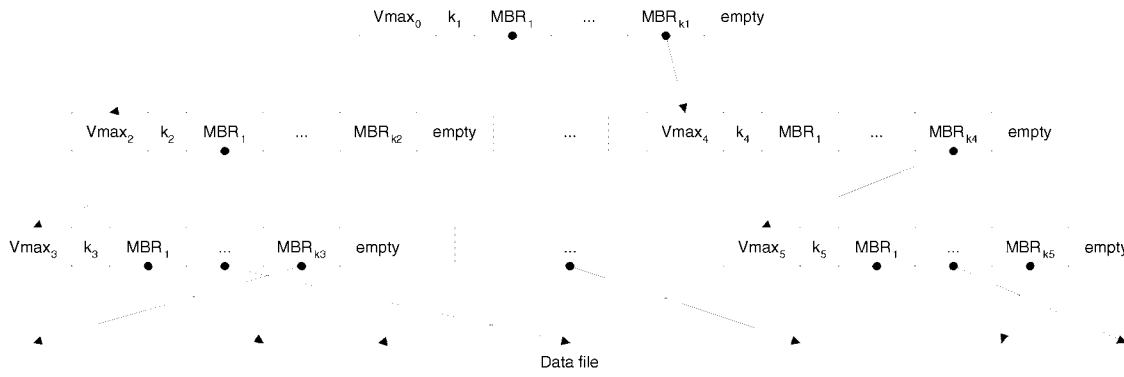 Vmax₀ k₁ MBR₁ ... MBRₖ₁ empty
Vmax₂ k₂ MBR₁ ... MBRₖ₂ empty ... Vmax₄ k₄ MBR₁ ... MBRₖ₄ empty
Vmax₃ k₃ MBR₁ ... MBRₖ₃ empty ... Vmax₅ k₅ MBR₁ ... MBRₖ₅ empty
Data file